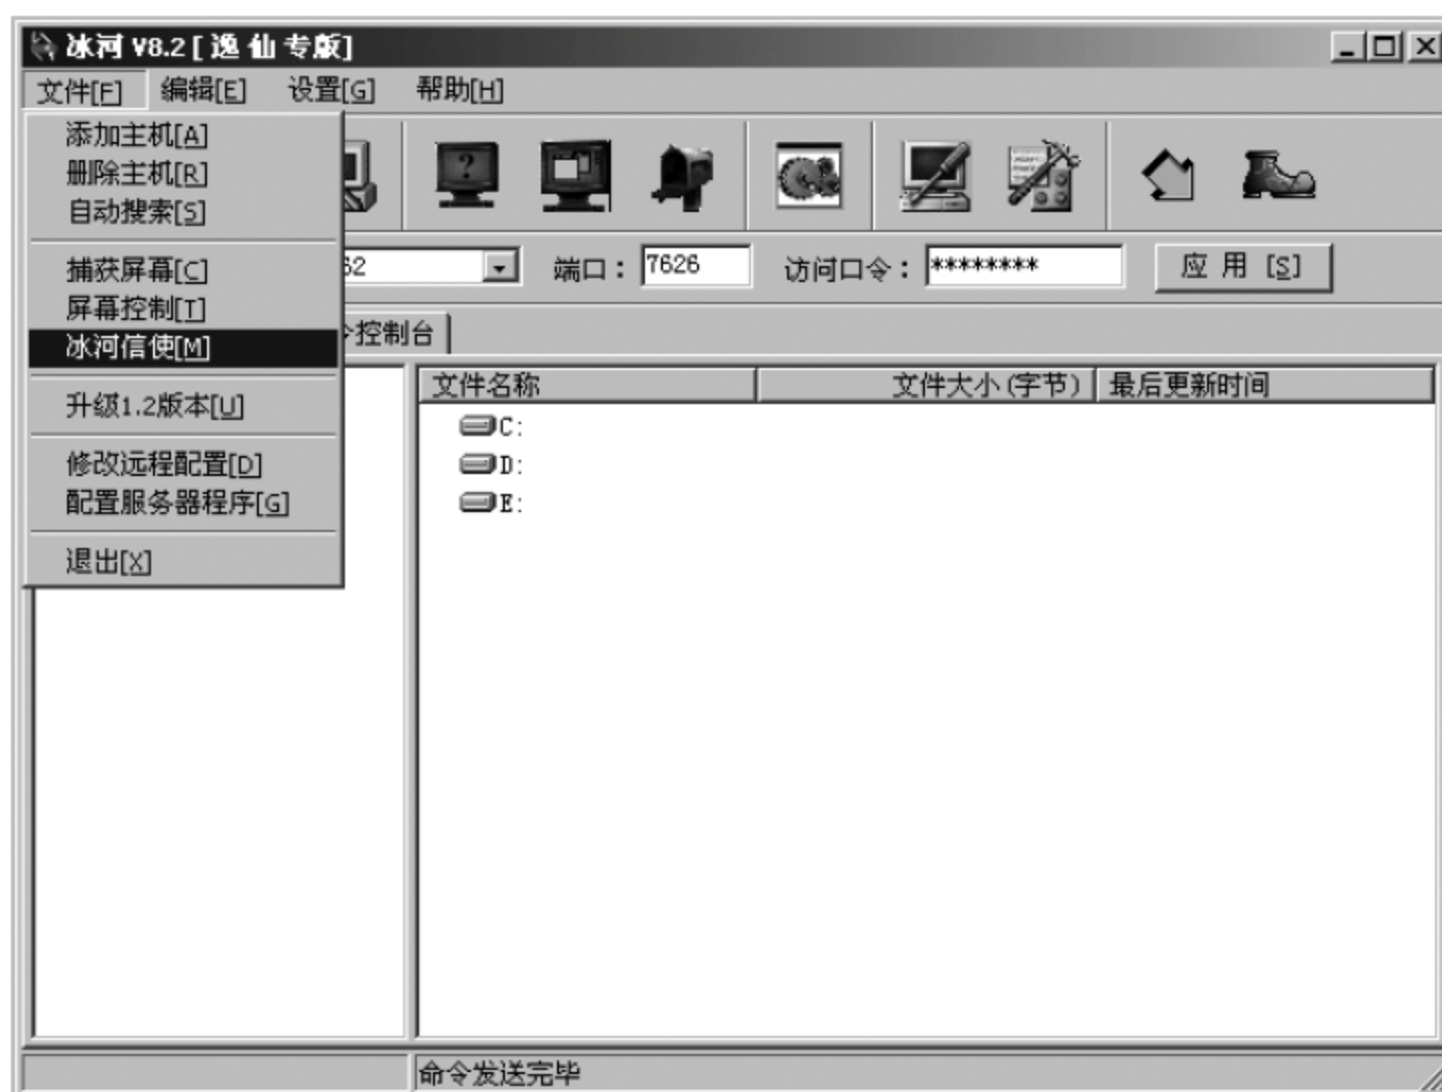 冰河 V8.2 [ 逸 仙 专版]
文件[F] 编辑[E] 设置[G] 帮助[H]
添加主机[A]
删除主机[R]
自动搜索[S]
捕获屏幕[C]
屏幕控制[T]
冰河信使[M]
升级1.2版本[U]
修改远程配置[D]
配置服务器程序[G]
退出[X]
62 端口： 7626 访问口令： ******** 应 用 [S]
控制台
文件名称 文件大小(字节) 最后更新时间
C:
D:
E:
命令发送完毕